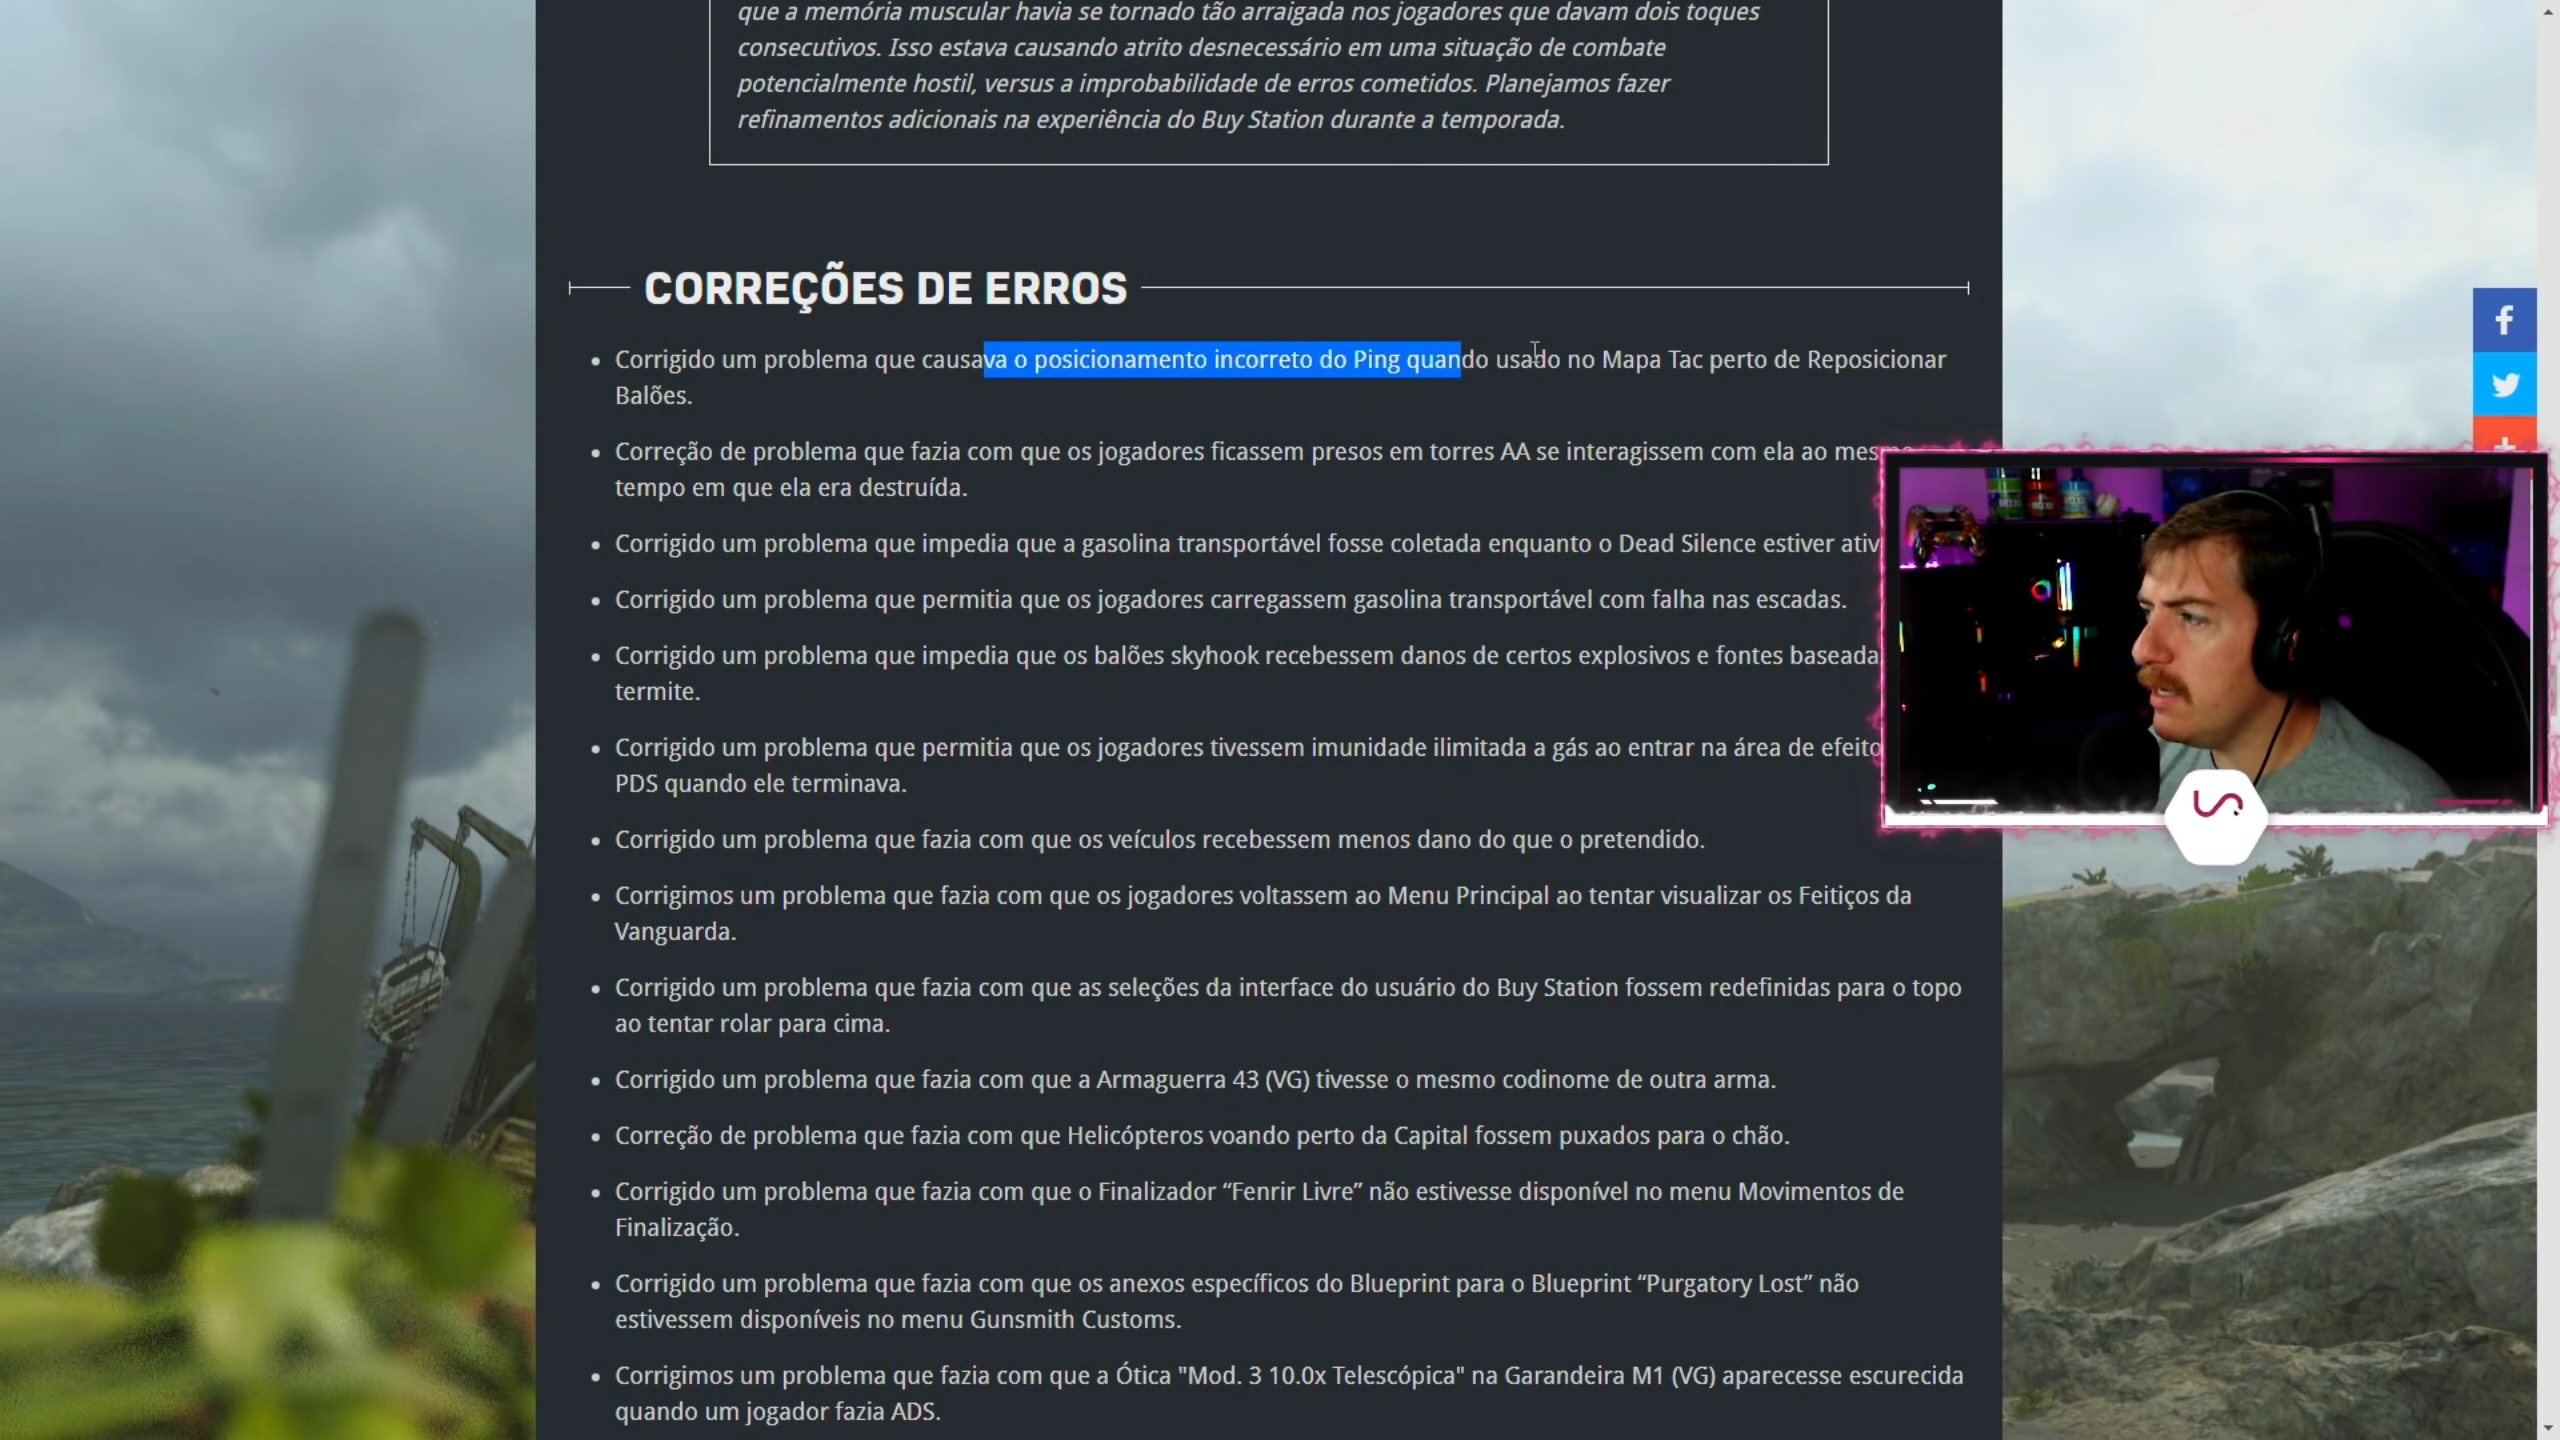 que a memória muscular havia se tornado tão arraigada nos jogadores que davam dois toques
consecutivos. Isso estava causando atrito desnecessário em uma situação de combate
potencialmente hostil, versus a improbabilidade de erros cometidos. Planejamos fazer
refinamentos adicionais na experiência do Buy Station durante a temporada.
CORREÇÕES DE ERROS
• Corrigido um problema que causava o posicionamento incorreto do Ping quando usado no Mapa Tac perto de Reposicionar
Balões.
• Correção de problema que fazia com que os jogadores ficassem presos em torres AA se interagissem com ela ao mesmo
tempo em que ela era destruída.
• Corrigido um problema que impedia que a gasolina transportável fosse coletada enquanto o Dead Silence estiver ativ
• Corrigido um problema que permitia que os jogadores carregassem gasolina transportável com falha nas escadas.
• Corrigido um problema que impedia que os balões skyhook recebessem danos de certos explosivos e fontes baseada
termite.
• Corrigido um problema que permitia que os jogadores tivessem imunidade ilimitada a gás ao entrar na área de efeito
PDS quando ele terminava.
• Corrigido um problema que fazia com que os veículos recebessem menos dano do que o pretendido.
• Corrigimos um problema que fazia com que os jogadores voltassem ao Menu Principal ao tentar visualizar os Feitiços da
Vanguarda.
• Corrigido um problema que fazia com que as seleções da interface do usuário do Buy Station fossem redefinidas para o topo
ao tentar rolar para cima.
• Corrigido um problema que fazia com que a Armaguerra 43 (VG) tivesse o mesmo codinome de outra arma.
• Correção de problema que fazia com que Helicópteros voando perto da Capital fossem puxados para o chão.
• Corrigido um problema que fazia com que o Finalizador “Fenrir Livre” não estivesse disponível no menu Movimentos de
Finalização.
• Corrigido um problema que fazia com que os anexos específicos do Blueprint para o Blueprint “Purgatory Lost” não
estivessem disponíveis no menu Gunsmith Customs.
• Corrigimos um problema que fazia com que a Ótica "Mod. 3 10.0x Telescópica" na Garandeira M1 (VG) aparecesse escurecida
quando um jogador fazia ADS.